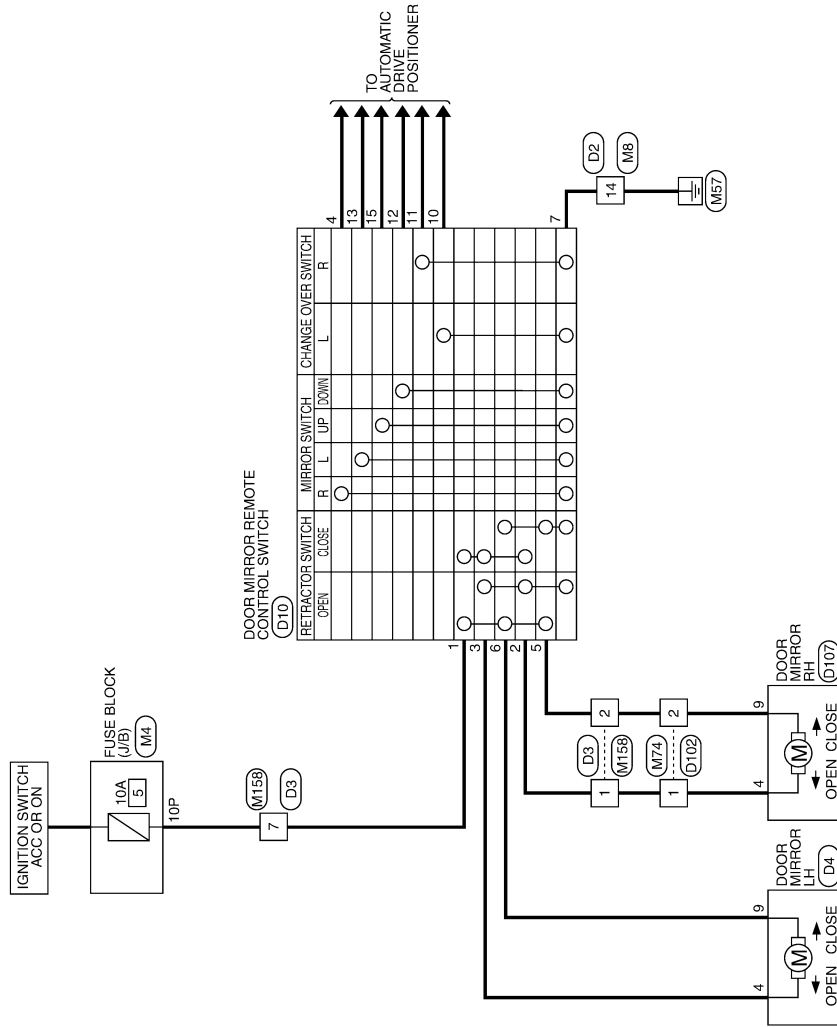 IGNITION SWITCH
ACC OR ON
FUSE BLOCK
(J/B)
M4
10A
5
10P
M158
7
D3
DOOR MIRROR REMOTE
CONTROL SWITCH
D10
RETRACTOR SWITCH
MIRROR SWITCH
CHANGE OVER SWITCH
OPEN
CLOSE
R
L
UP
DOWN
L
R
4
13
15
12
11
10
7
TO
AUTOMATIC
DRIVE
POSITIONER
1
3
6
2
5
D2
14
M8
M57
D3
1
2
M158
M74
1
2
D102
DOOR
MIRROR
LH
D4
4
9
M
OPEN CLOSE
DOOR
MIRROR
RH
D107
4
9
M
OPEN CLOSE